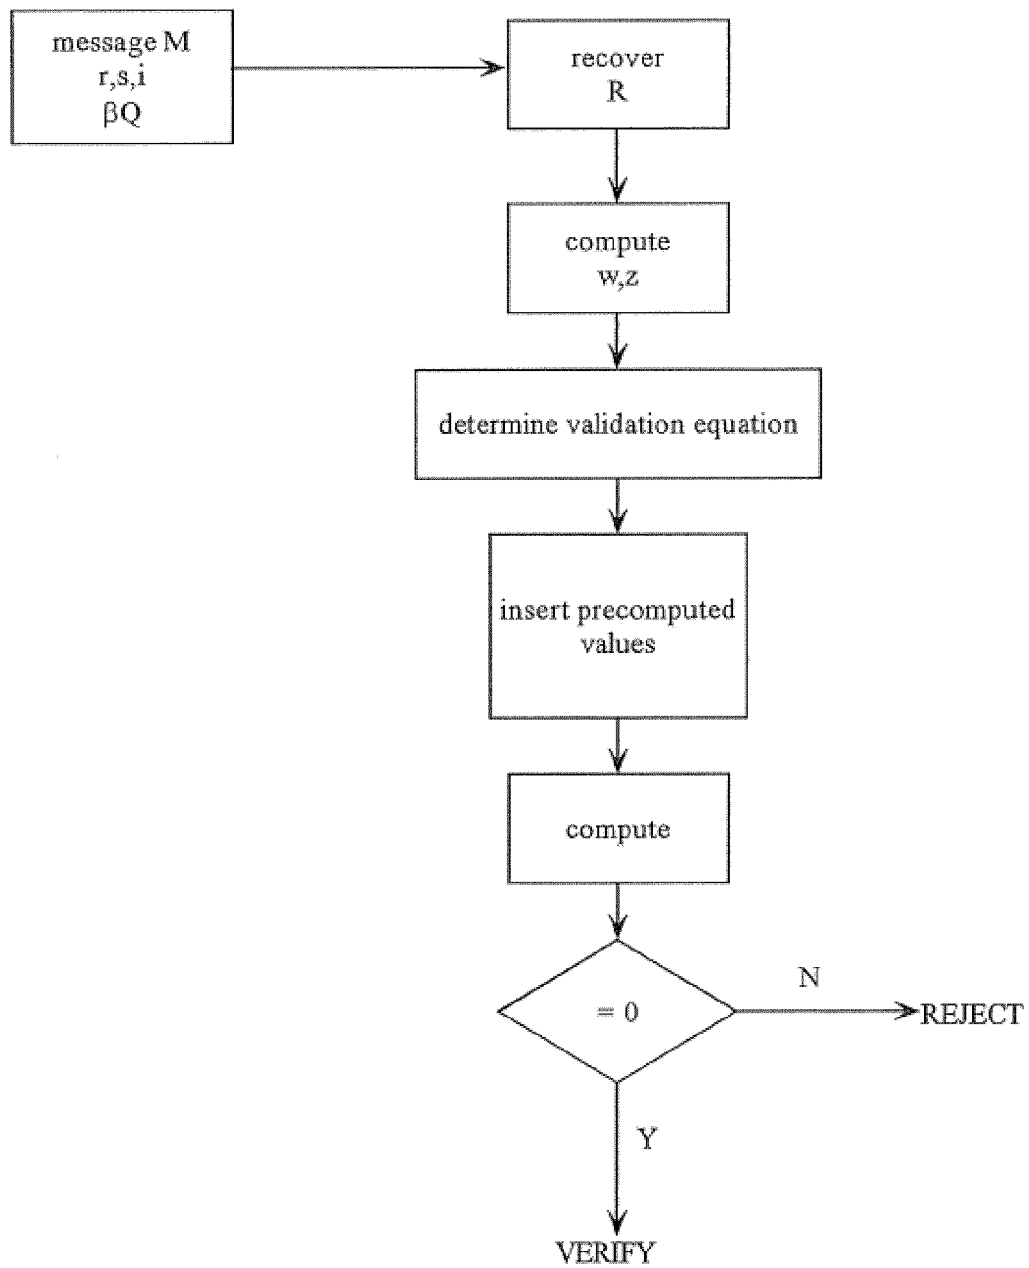 message M
r,s,i
βQ
recover
R
compute
w,z
determine validation equation
insert precomputed
values
compute
= 0
N
REJECT
Y
VERIFY